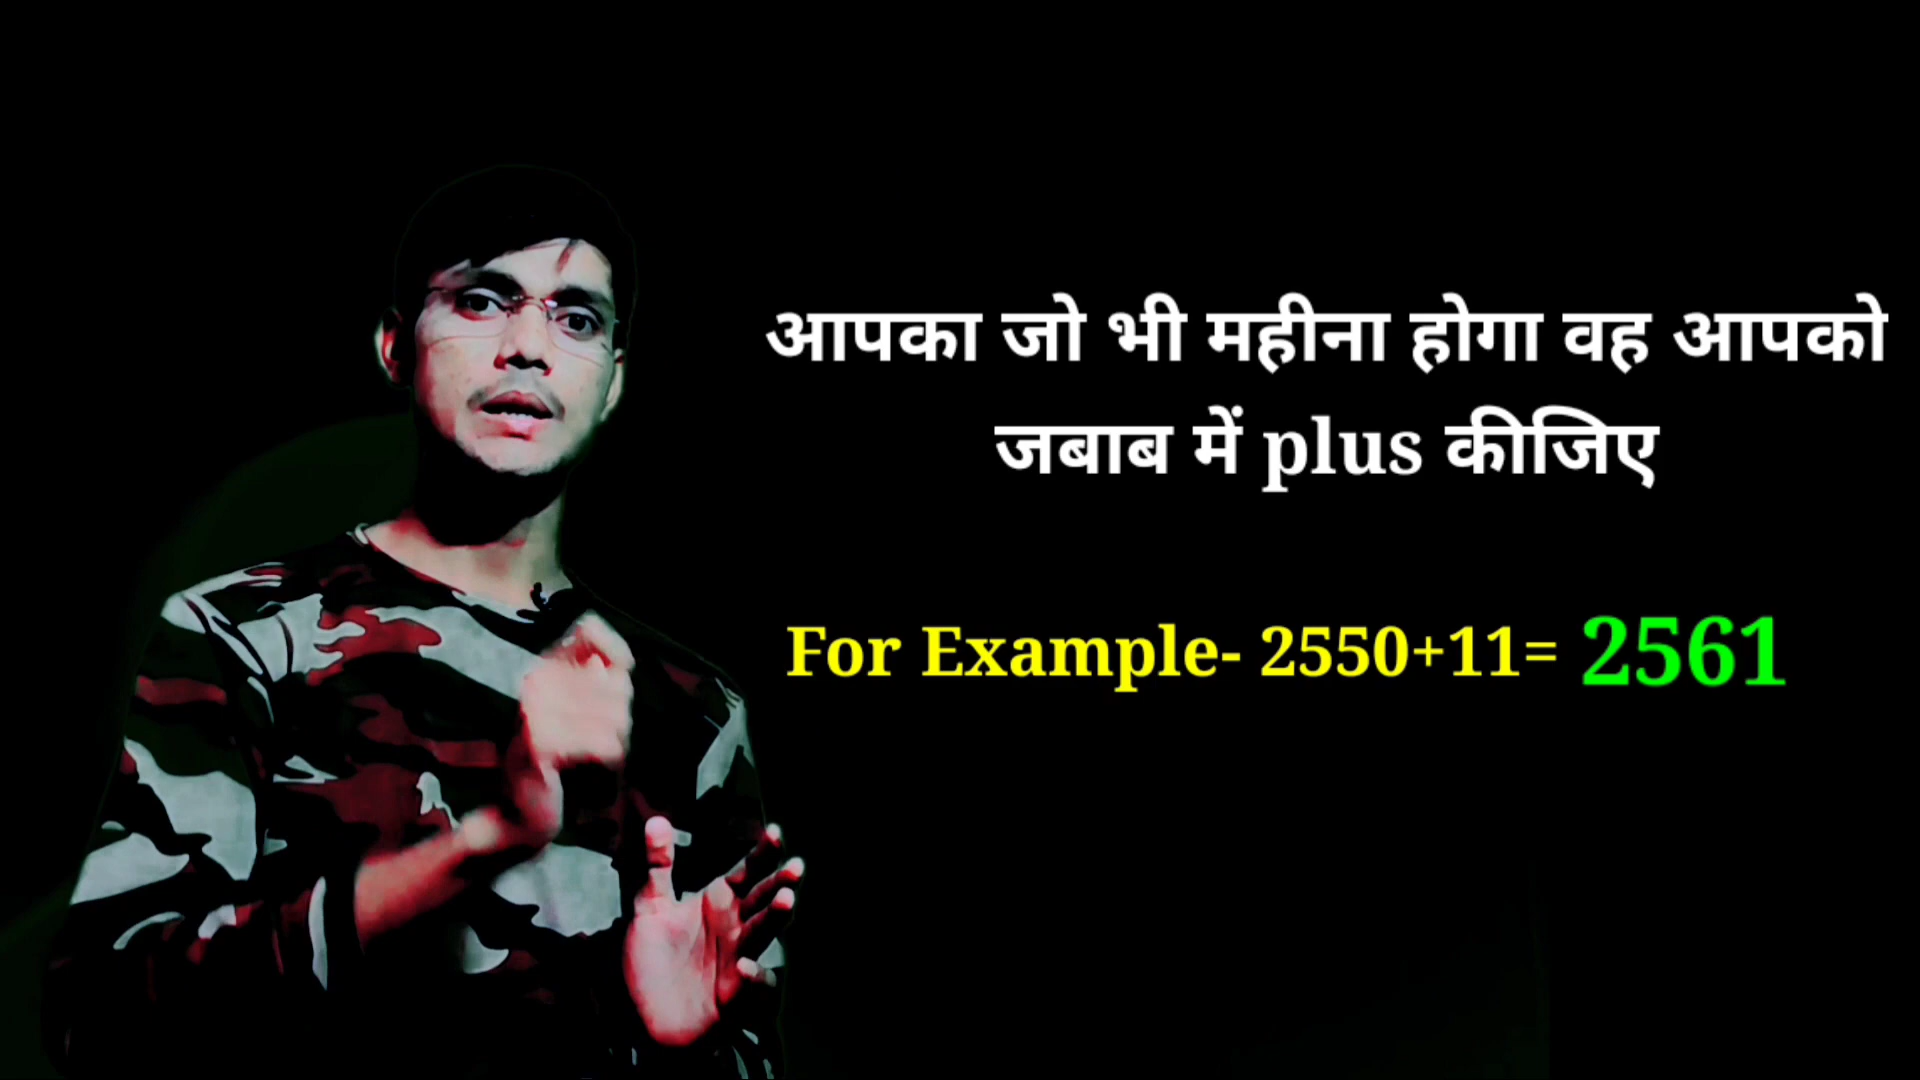 आपका जो भी महीना होगा वह आपको
जबाब में plus कीजिए
For Example- 2550+11= 2561